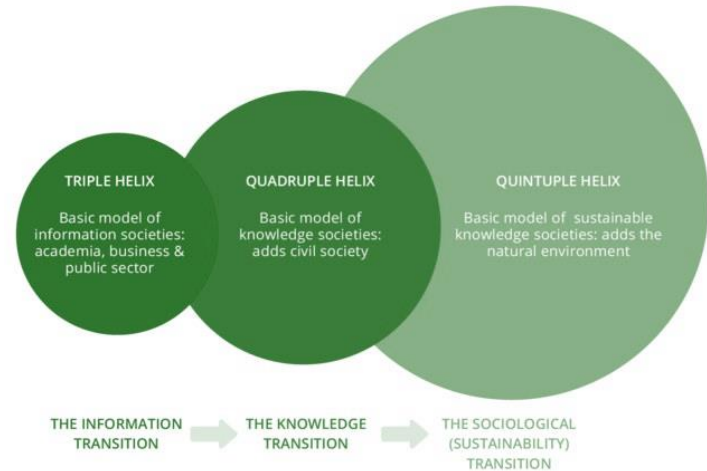 TRIPLE HELIX
Basic model of
information societies:
academia, business &
public sector
QUADRUPLE HELIX
Basic model of
knowledge societies:
adds civil society
QUINTUPLE HELIX
Basic model of sustainable
knowledge societies: adds the
natural environment
THE INFORMATION
TRANSITION
THE KNOWLEDGE
TRANSITION
THE SOCIOLOGICAL
(SUSTAINABILITY)
TRANSITION